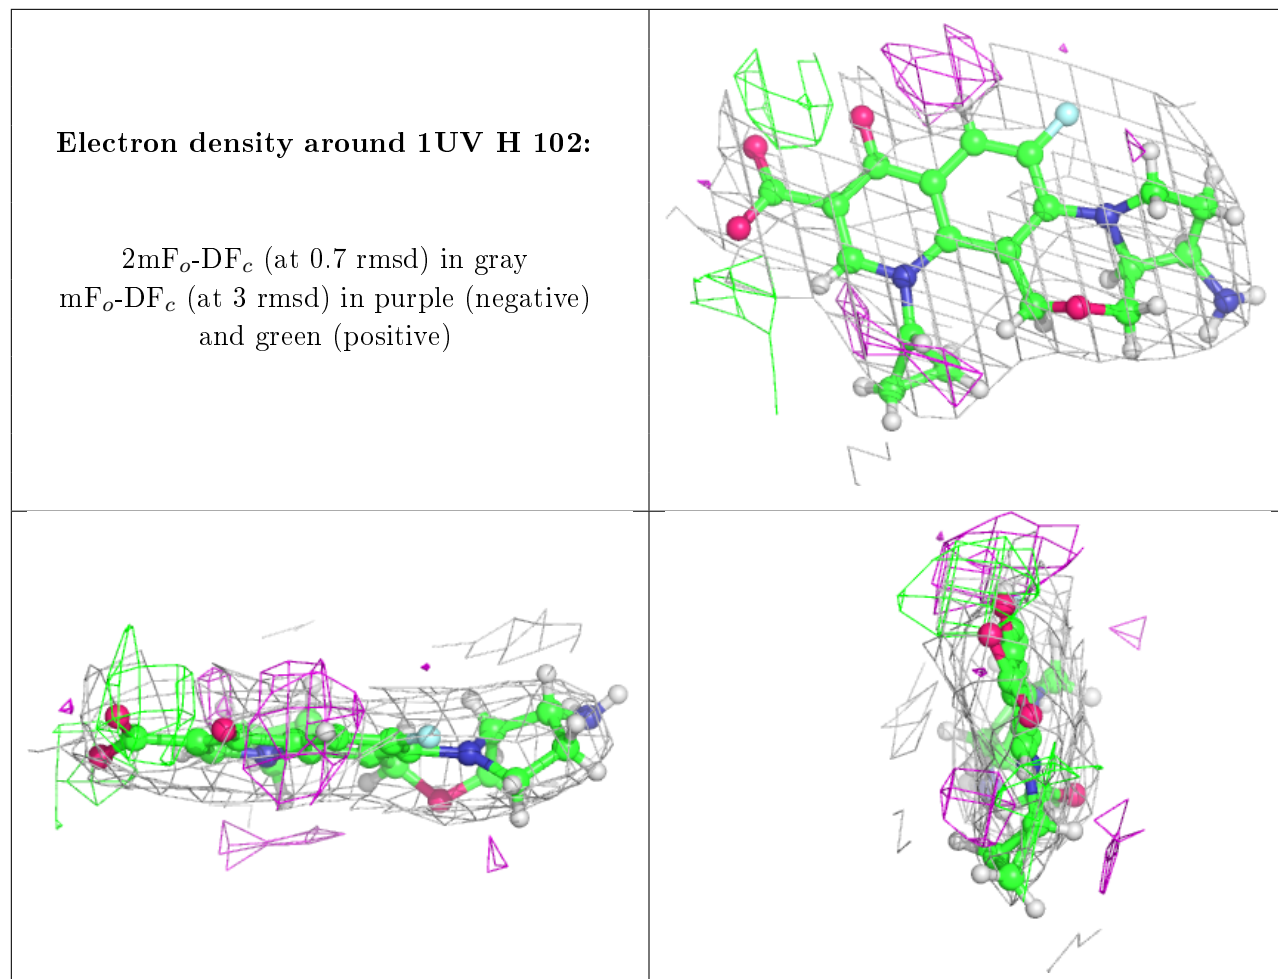 Electron density around 1UV H 102:
2mFo-DFc (at 0.7 rmsd) in gray
mFo-DFc (at 3 rmsd) in purple (negative)
and green (positive)